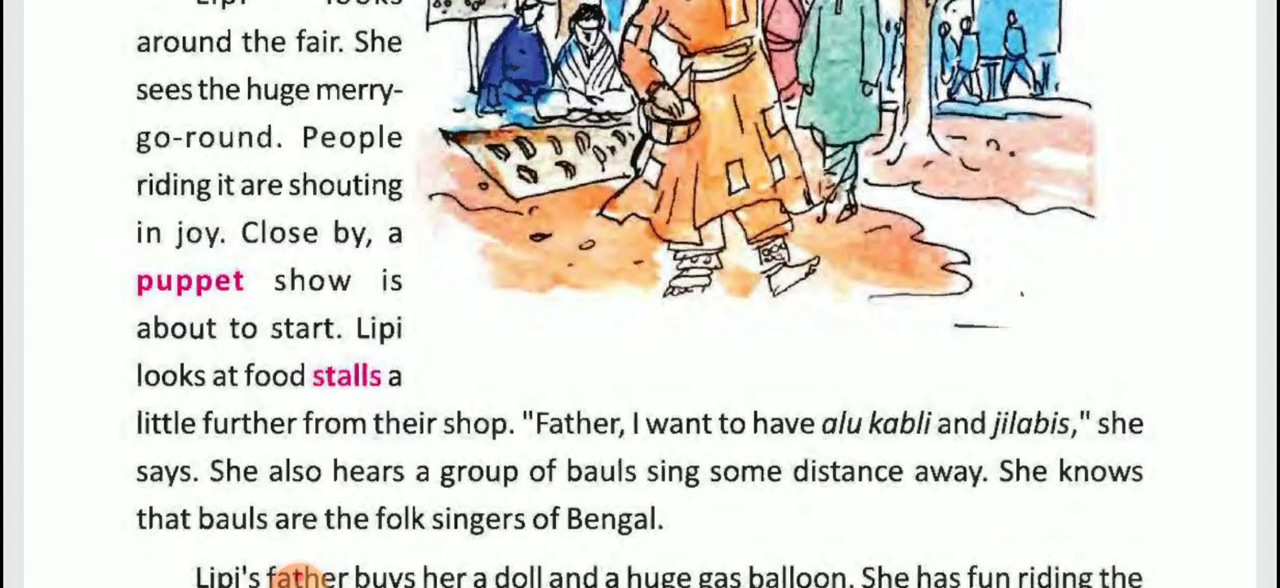 Lipi looks
around the fair. She
sees the huge merry-
go-round. People
riding it are shouting
in joy. Close by, a
puppet show is
about to start. Lipi
looks at food stalls a
little further from their shop. "Father, I want to have alu kabli and jilabis," she
says. She also hears a group of bauls sing some distance away. She knows
that bauls are the folk singers of Bengal.
Lipi's father buys her a doll and a huge gas balloon. She has fun riding the